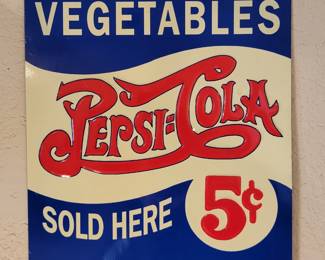 VEGETABLES
PEPSI=COLA
SOLD HERE
5¢